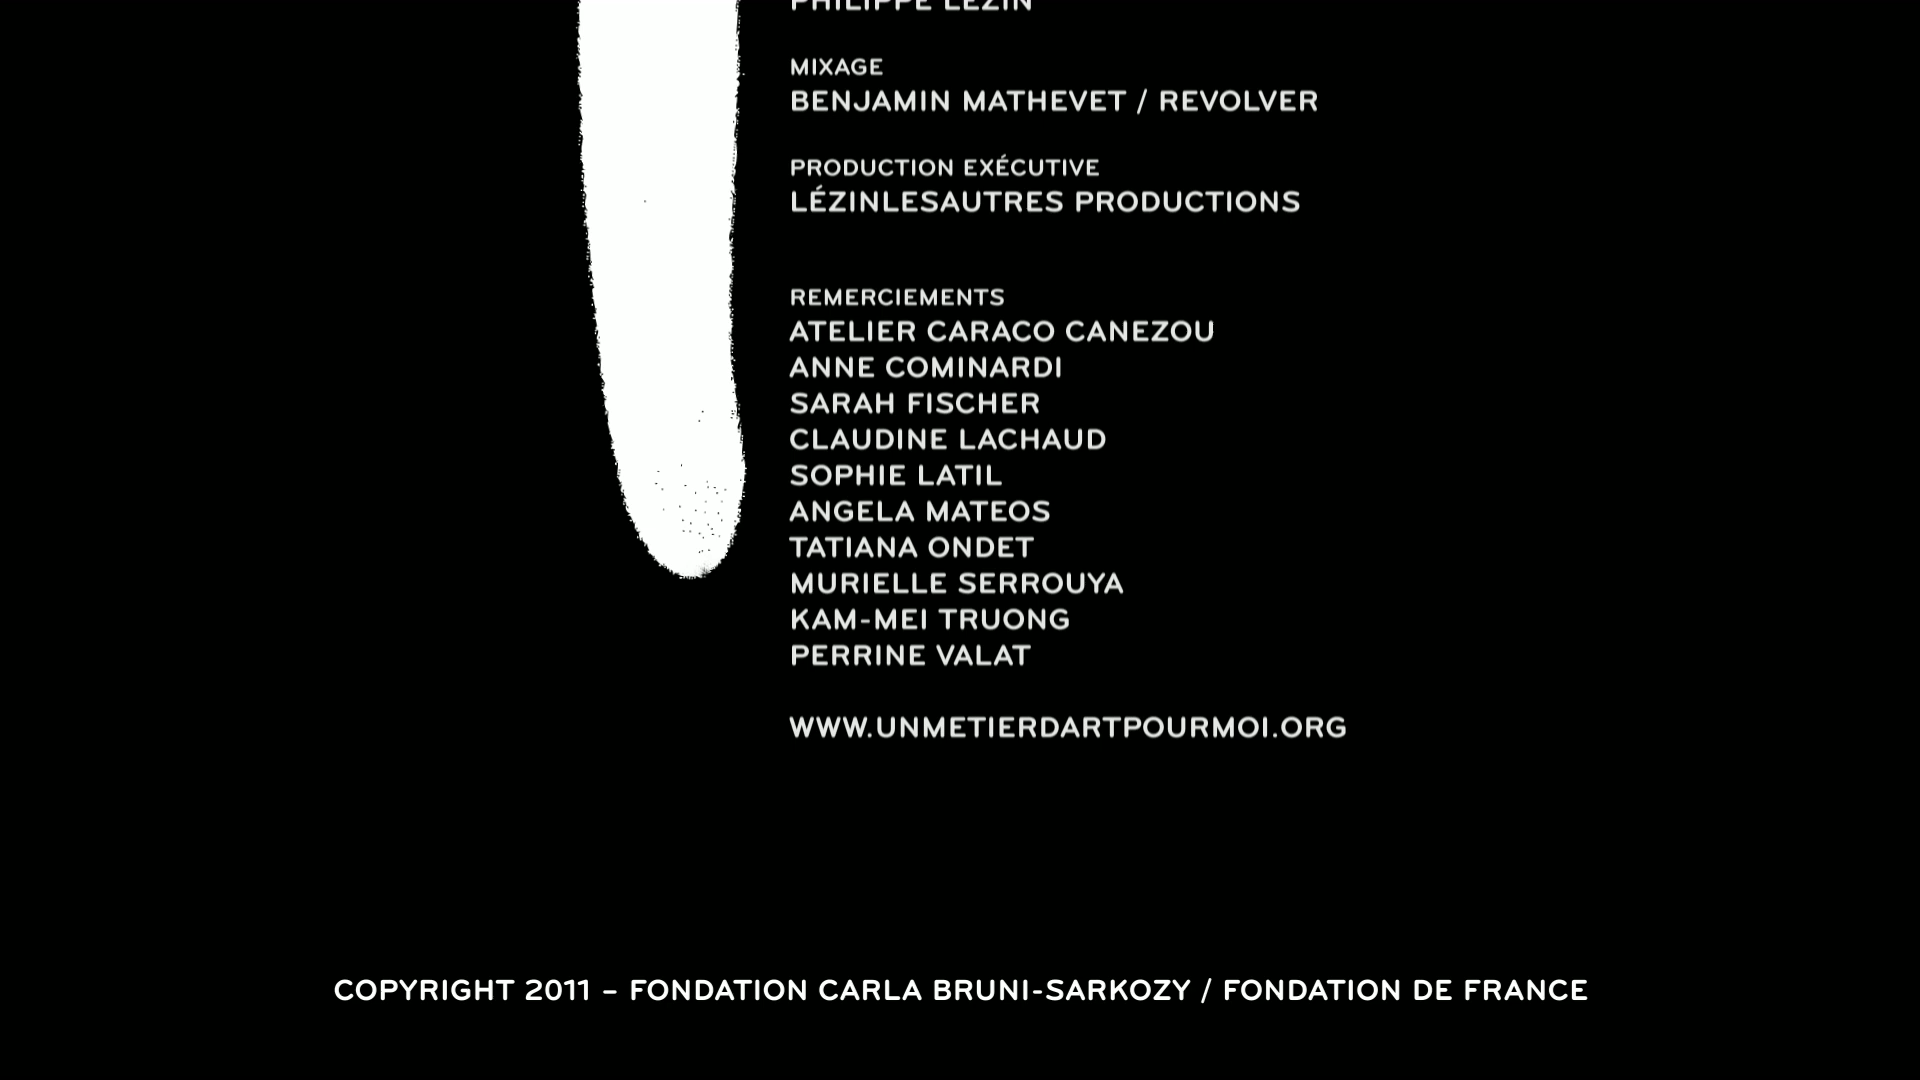 PHILIPPE LÉZIN
MIXAGE
BENJAMIN MATHEVET / REVOLVER
PRODUCTION EXÉCUTIVE
LÉZINLESAUTRES PRODUCTIONS
REMERCIEMENTS
ATELIER CARACO CANEZOU
ANNE COMINARDI
SARAH FISCHER
CLAUDINE LACHAUD
SOPHIE LATIL
ANGELA MATEOS
TATIANA ONDET
MURIELLE SERROUYA
KAM-MEI TRUONG
PERRINE VALAT
WWW.UNMETIERDARTPOURMOI.ORG
COPYRIGHT 2011 – FONDATION CARLA BRUNI-SARKOZY / FONDATION DE FRANCE